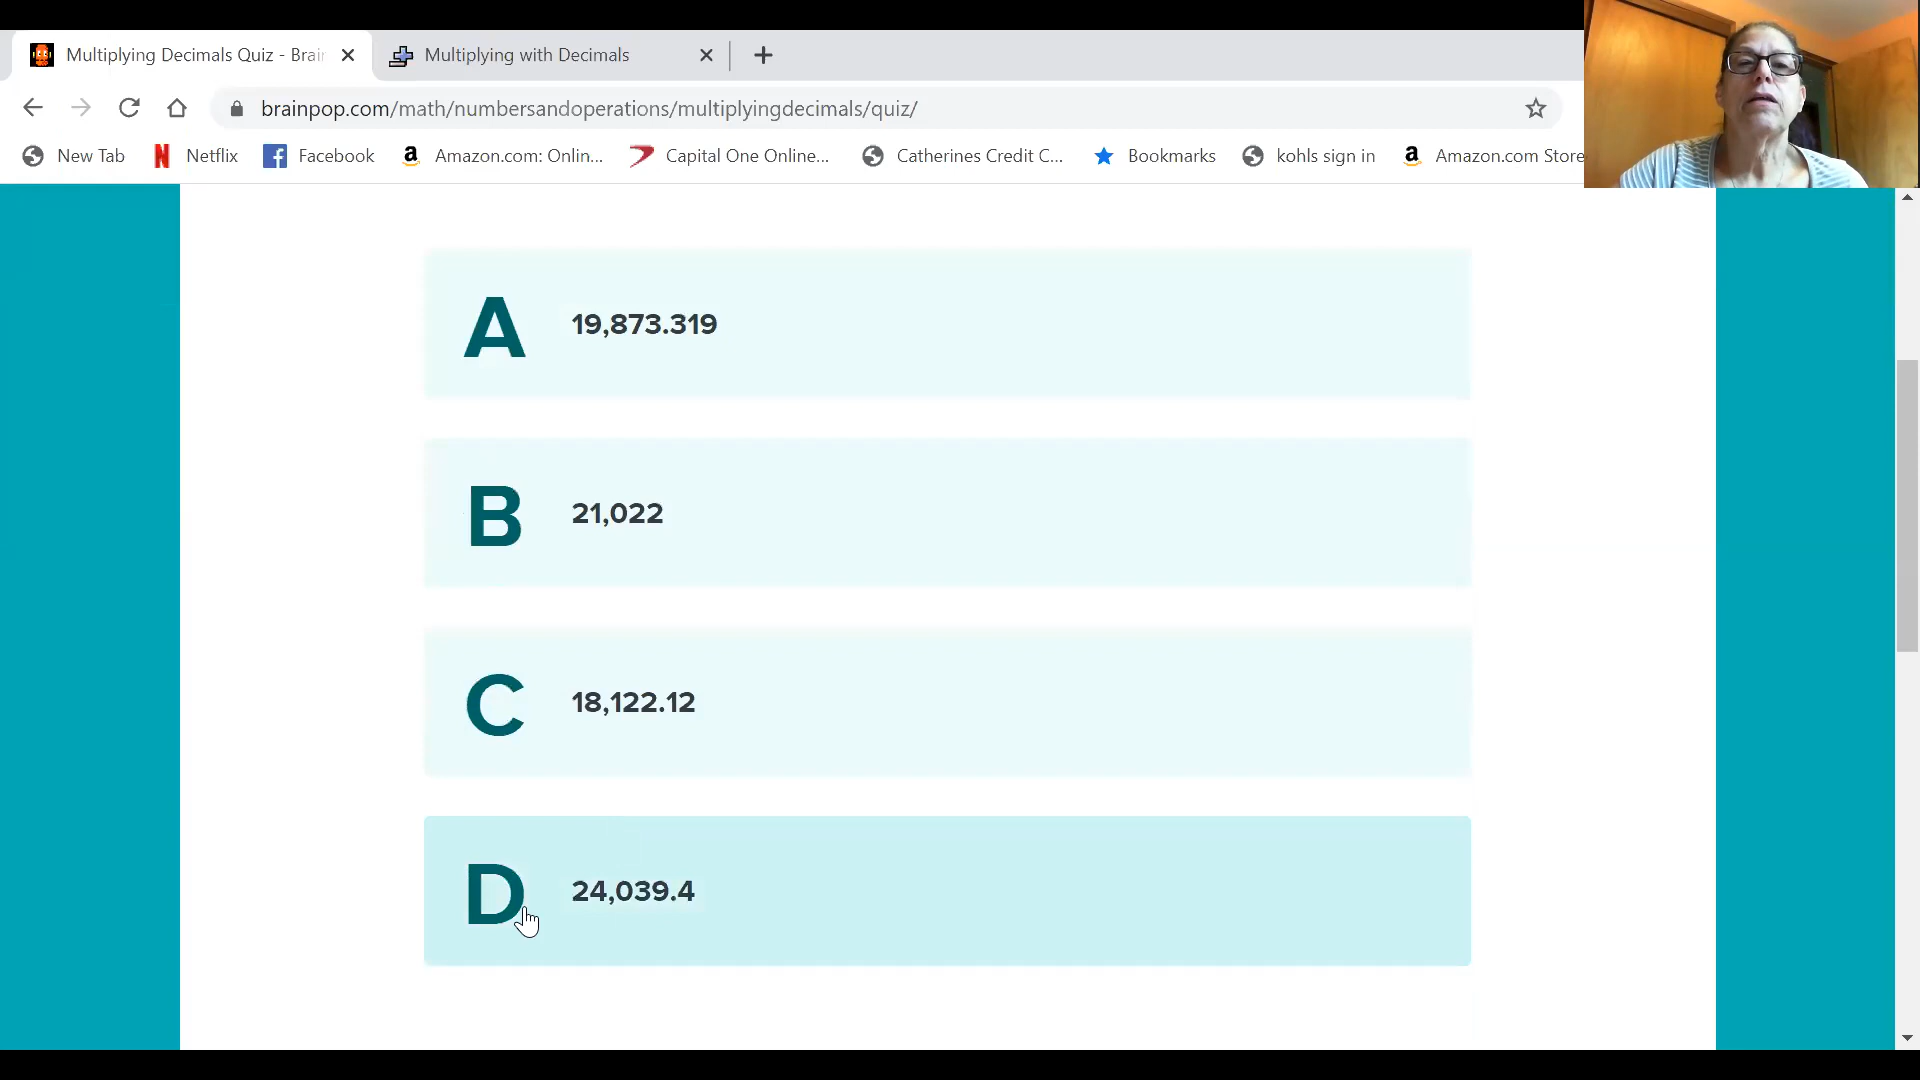 Multiplying Decimals Quiz - Brai
Multiplying with Decimals
brainpop.com/math/numbersandoperations/multiplyingdecimals/quiz/
New Tab
Netflix
Facebook
Amazon.com: Onlin...
Capital One Online...
Catherines Credit C...
Bookmarks
kohls sign in
Amazon.com Store
A 19,873.319
B 21,022
C 18,122.12
D 24,039.4